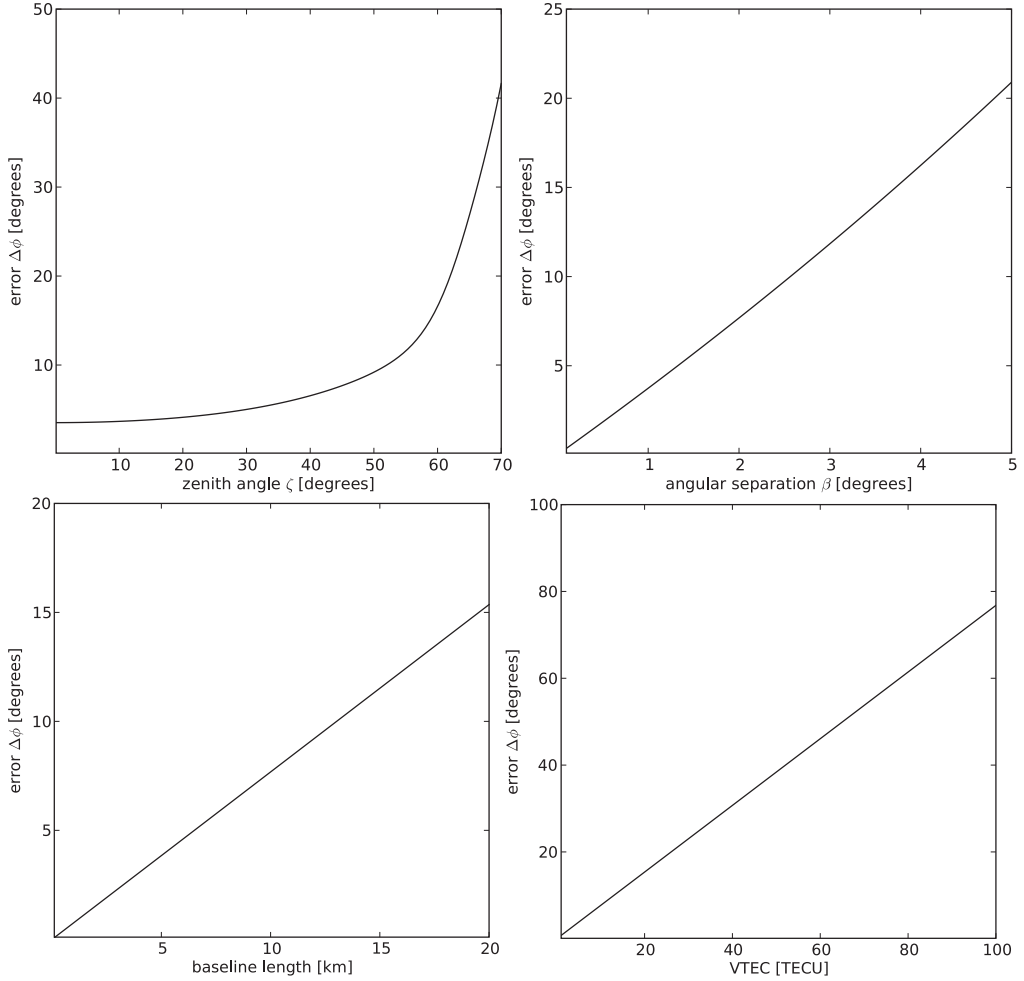 50
40
30
20
10
error Δϕ [degrees]
10 20 30 40 50 60 70
zenith angle ζ [degrees]
25
20
15
10
5
error Δϕ [degrees]
1 2 3 4 5
angular separation β [degrees]
20
15
10
5
error Δϕ [degrees]
5 10 15 20
baseline length [km]
100
80
60
40
20
error Δϕ [degrees]
20 40 60 80 100
VTEC [TECU]